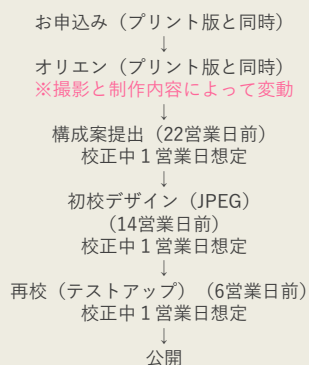 お申込み（プリント版と同時）
↓
オリエン（プリント版と同時）
※撮影と制作内容によって変動
↓
構成案提出（22営業日前）
校正中１営業日想定
↓
初校デザイン（JPEG）
（14営業日前）
校正中１営業日想定
↓
再校（テストアップ）（6営業日前）
校正中１営業日想定
↓
公開